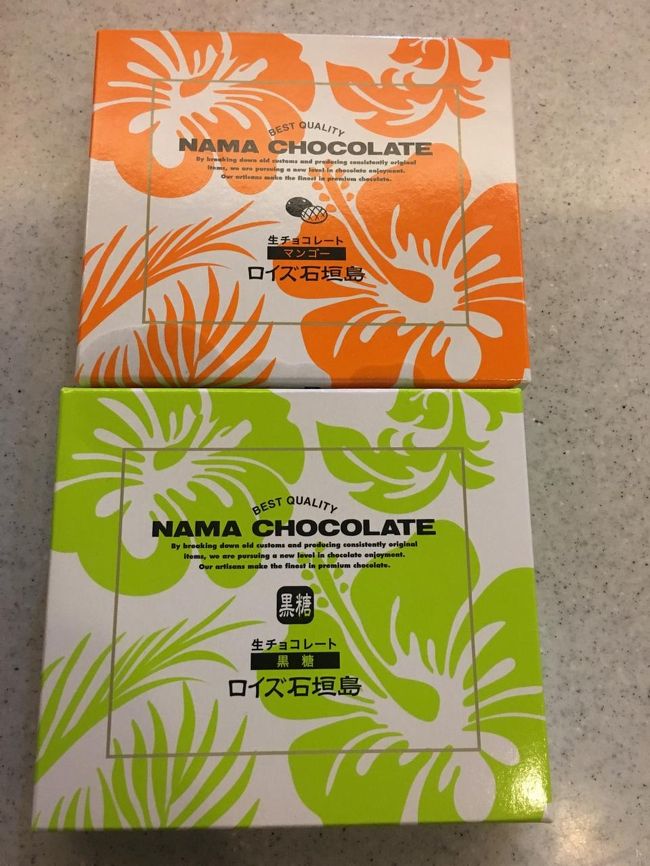 BEST QUALITY
NAMA CHOCOLATE
By breaking down old customs and producing consistently original
items, we are pursuing a new level in chocolate enjoyment.
Our artisans make the finest in premium chocolate.
生チョコレート
マンゴー
ロイズ石垣島
BEST QUALITY
NAMA CHOCOLATE
By breaking down old customs and producing consistently original
items, we are pursuing a new level in chocolate enjoyment.
Our artisans make the finest in premium chocolate.
黒糖
生チョコレート
黒糖
ロイズ石垣島